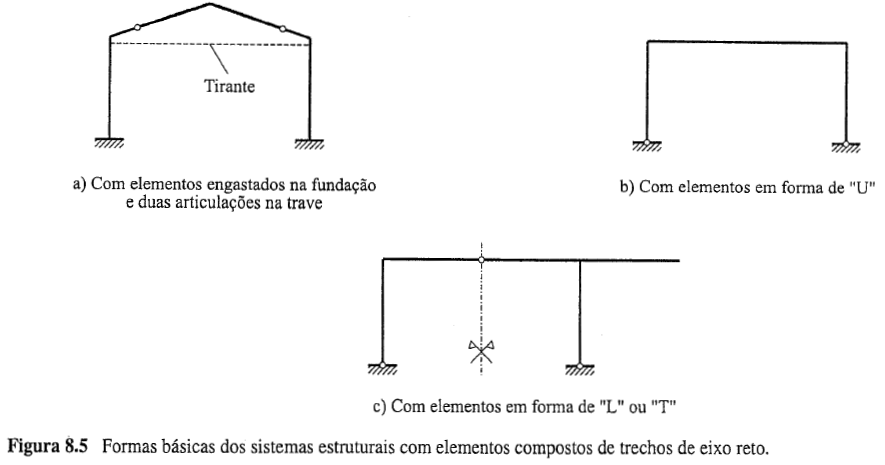 Tirante
a) Com elementos engastados na fundação
e duas articulações na trave
b) Com elementos em forma de "U"
c) Com elementos em forma de "L" ou "T"
Figura 8.5 Formas básicas dos sistemas estruturais com elementos compostos de trechos de eixo reto.